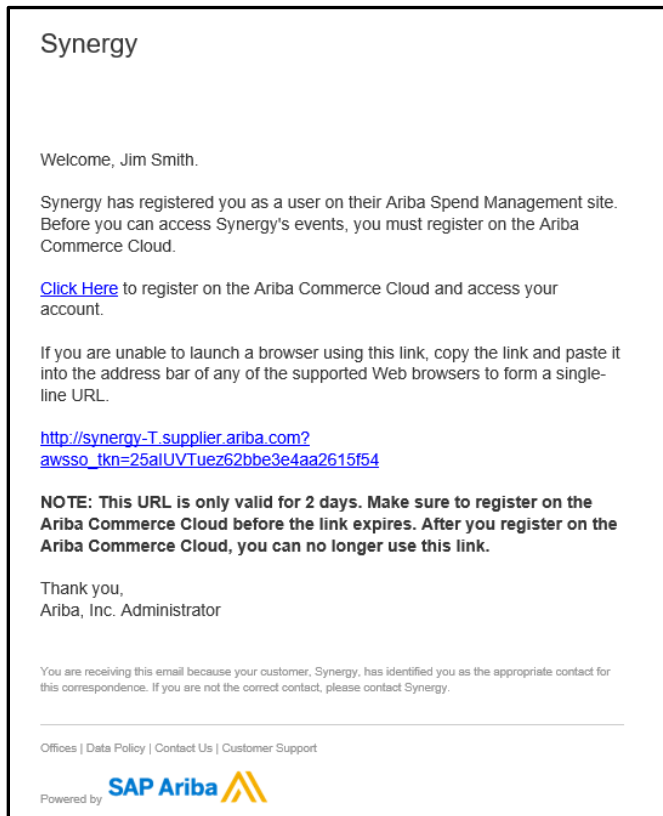 Synergy
Welcome, Jim Smith.
Synergy has registered you as a user on their Ariba Spend Management site.
Before you can access Synergy's events, you must register on the Ariba
Commerce Cloud.
Click Here to register on the Ariba Commerce Cloud and access your
account.
If you are unable to launch a browser using this link, copy the link and paste it
into the address bar of any of the supported Web browsers to form a single-
line URL.
http://synergy-T.supplier.ariba.com?
awsso_tkn=25aIUVTuez62bbe3e4aa2615f54
NOTE: This URL is only valid for 2 days. Make sure to register on the
Ariba Commerce Cloud before the link expires. After you register on the
Ariba Commerce Cloud, you can no longer use this link.
Thank you,
Ariba, Inc. Administrator
You are receiving this email because your customer, Synergy, has identified you as the appropriate contact for
this correspondence. If you are not the correct contact, please contact Synergy.
Offices | Data Policy | Contact Us | Customer Support
Powered by SAP Ariba